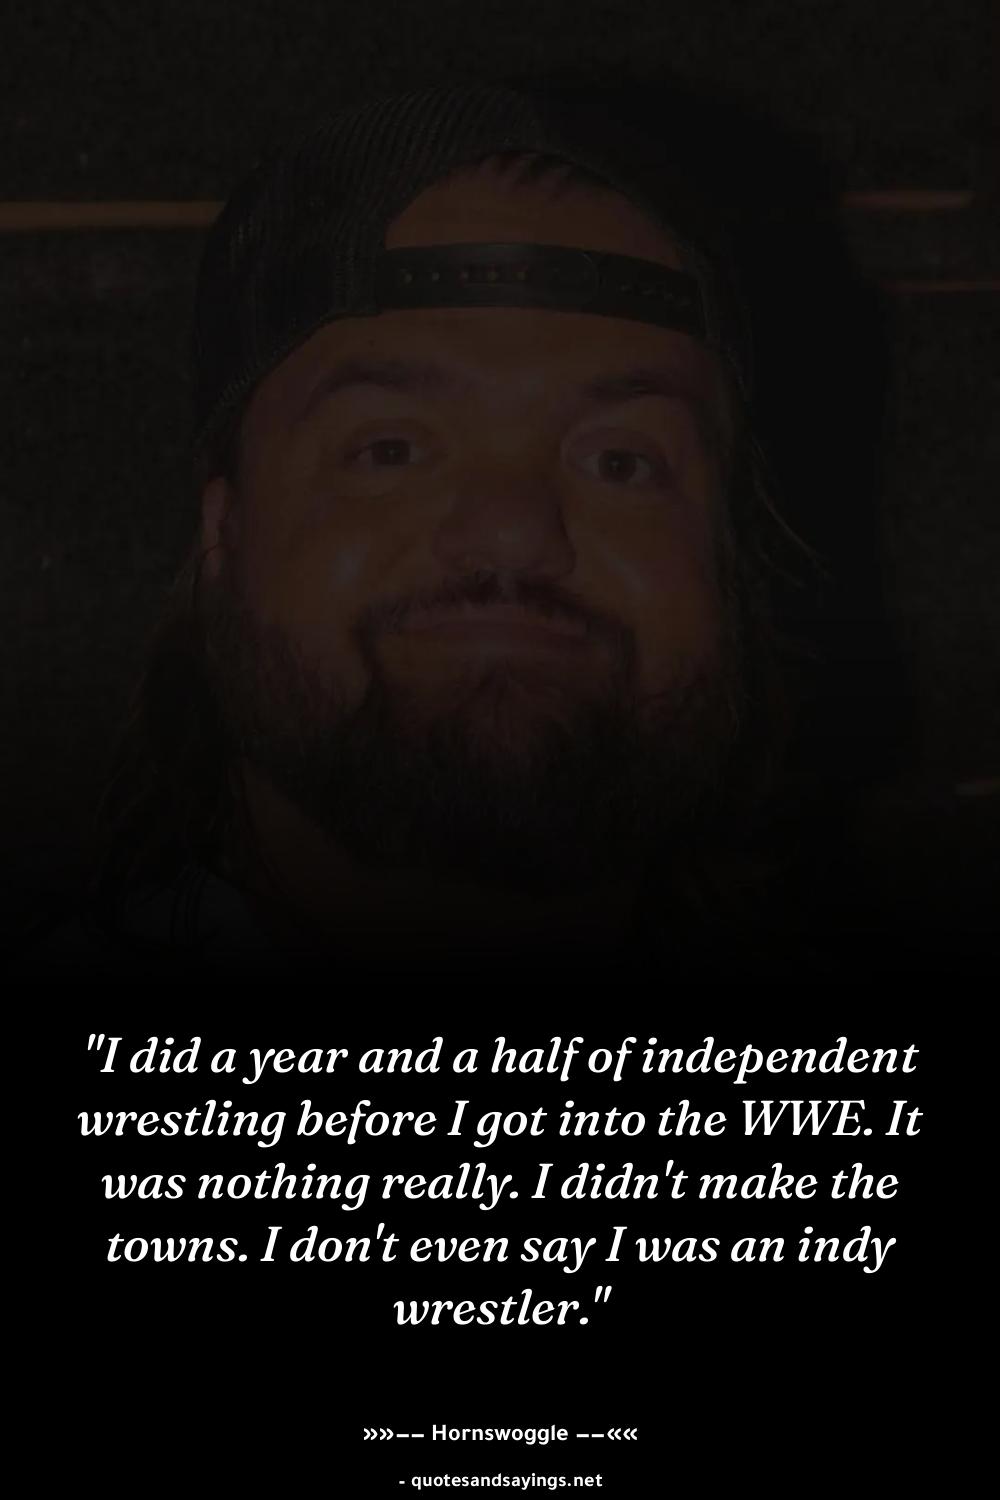 "I did a year and a half of independent
wrestling before I got into the WWE. It
was nothing really. I didn't make the
towns. I don't even say I was an indy
wrestler."
»»−− Hornswoggle −−««
- quotesandsayings.net